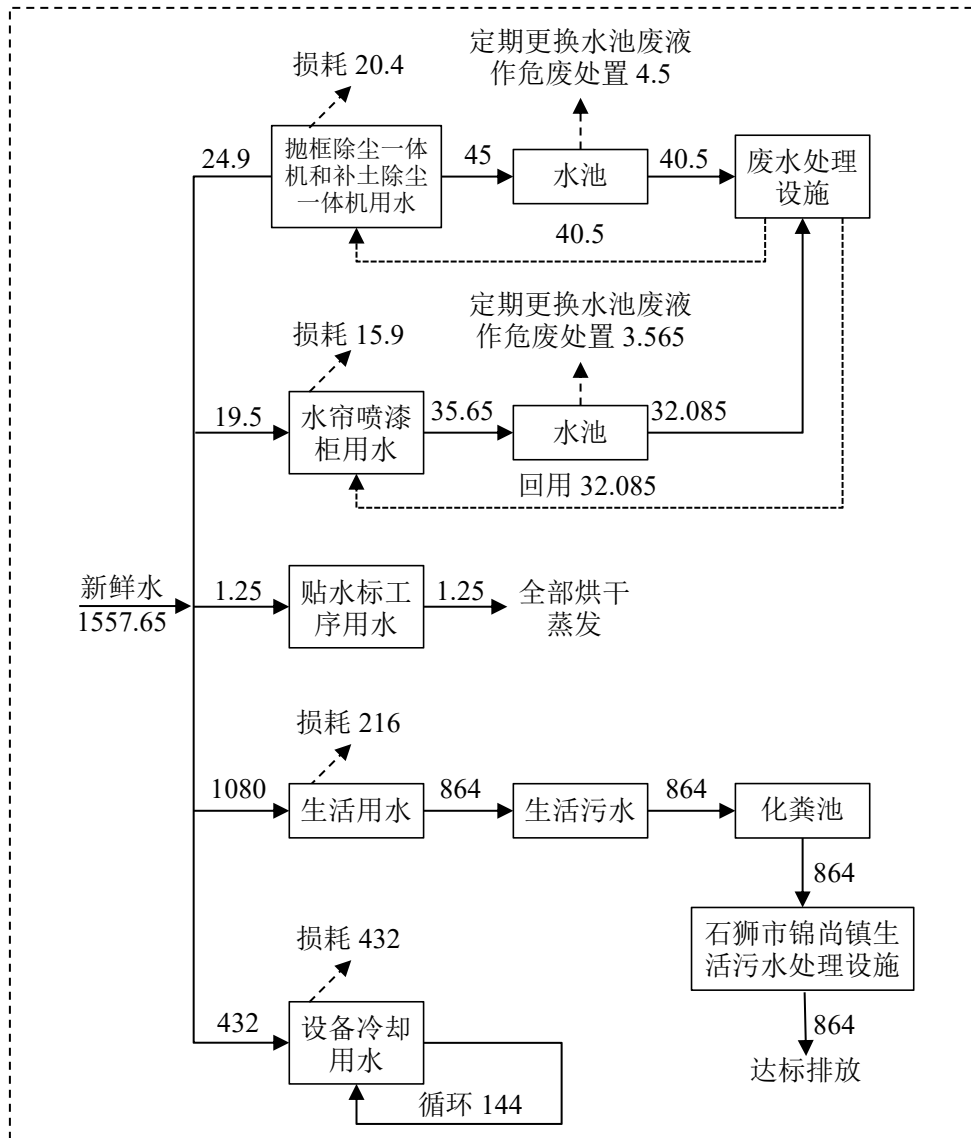 定期更换水池废液
作危废处置 4.5
损耗 20.4
24.9
抛框除尘一体
机和补土除尘
一体机用水
45
水池
40.5
废水处理
设施
40.5
定期更换水池废液
作危废处置 3.565
损耗 15.9
19.5
水帘喷漆
柜用水
35.65
水池
32.085
回用 32.085
新鲜水
1557.65
1.25
贴水标工
序用水
1.25
全部烘干
蒸发
损耗 216
1080
生活用水
864
生活污水
864
化粪池
864
石狮市锦尚镇生
活污水处理设施
864
达标排放
损耗 432
432
设备冷却
用水
循环 144